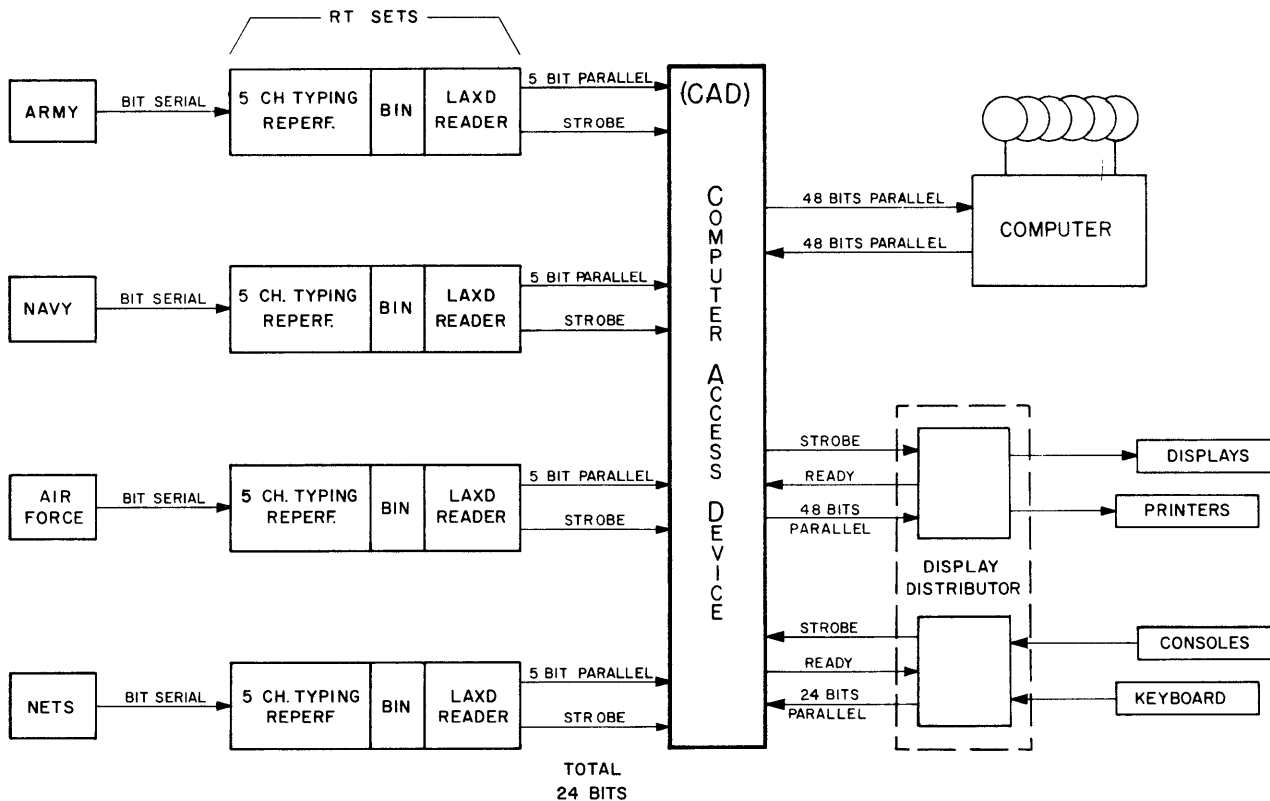 RT SETS
ARMY
BIT SERIAL
5 CH TYPING
REPERF.
BIN
LAXD
READER
5 BIT PARALLEL
STROBE
NAVY
BIT SERIAL
5 CH. TYPING
REPERF.
BIN
LAXD
READER
5 BIT PARALLEL
STROBE
AIR
FORCE
BIT SERIAL
5 CH. TYPING
REPERF.
BIN
LAXD
READER
5 BIT PARALLEL
STROBE
NETS
BIT SERIAL
5 CH. TYPING
REPERF
BIN
LAXD
READER
5 BIT PARALLEL
STROBE
TOTAL
24 BITS
(CAD)
COMPUTER ACCESS DEVICE
48 BITS PARALLEL
48 BITS PARALLEL
COMPUTER
STROBE
READY
48 BITS
PARALLEL
DISPLAYS
PRINTERS
DISPLAY
DISTRIBUTOR
STROBE
READY
24 BITS
PARALLEL
CONSOLES
KEYBOARD